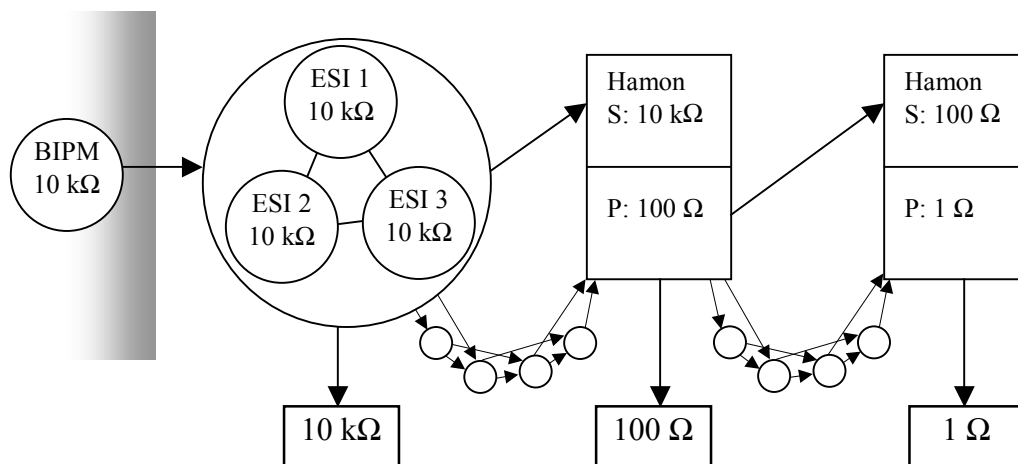 BIPM
10 kΩ
ESI 1
10 kΩ
ESI 2
10 kΩ
ESI 3
10 kΩ
Hamon
S: 10 kΩ
P: 100 Ω
Hamon
S: 100 Ω
P: 1 Ω
10 kΩ
100 Ω
1 Ω